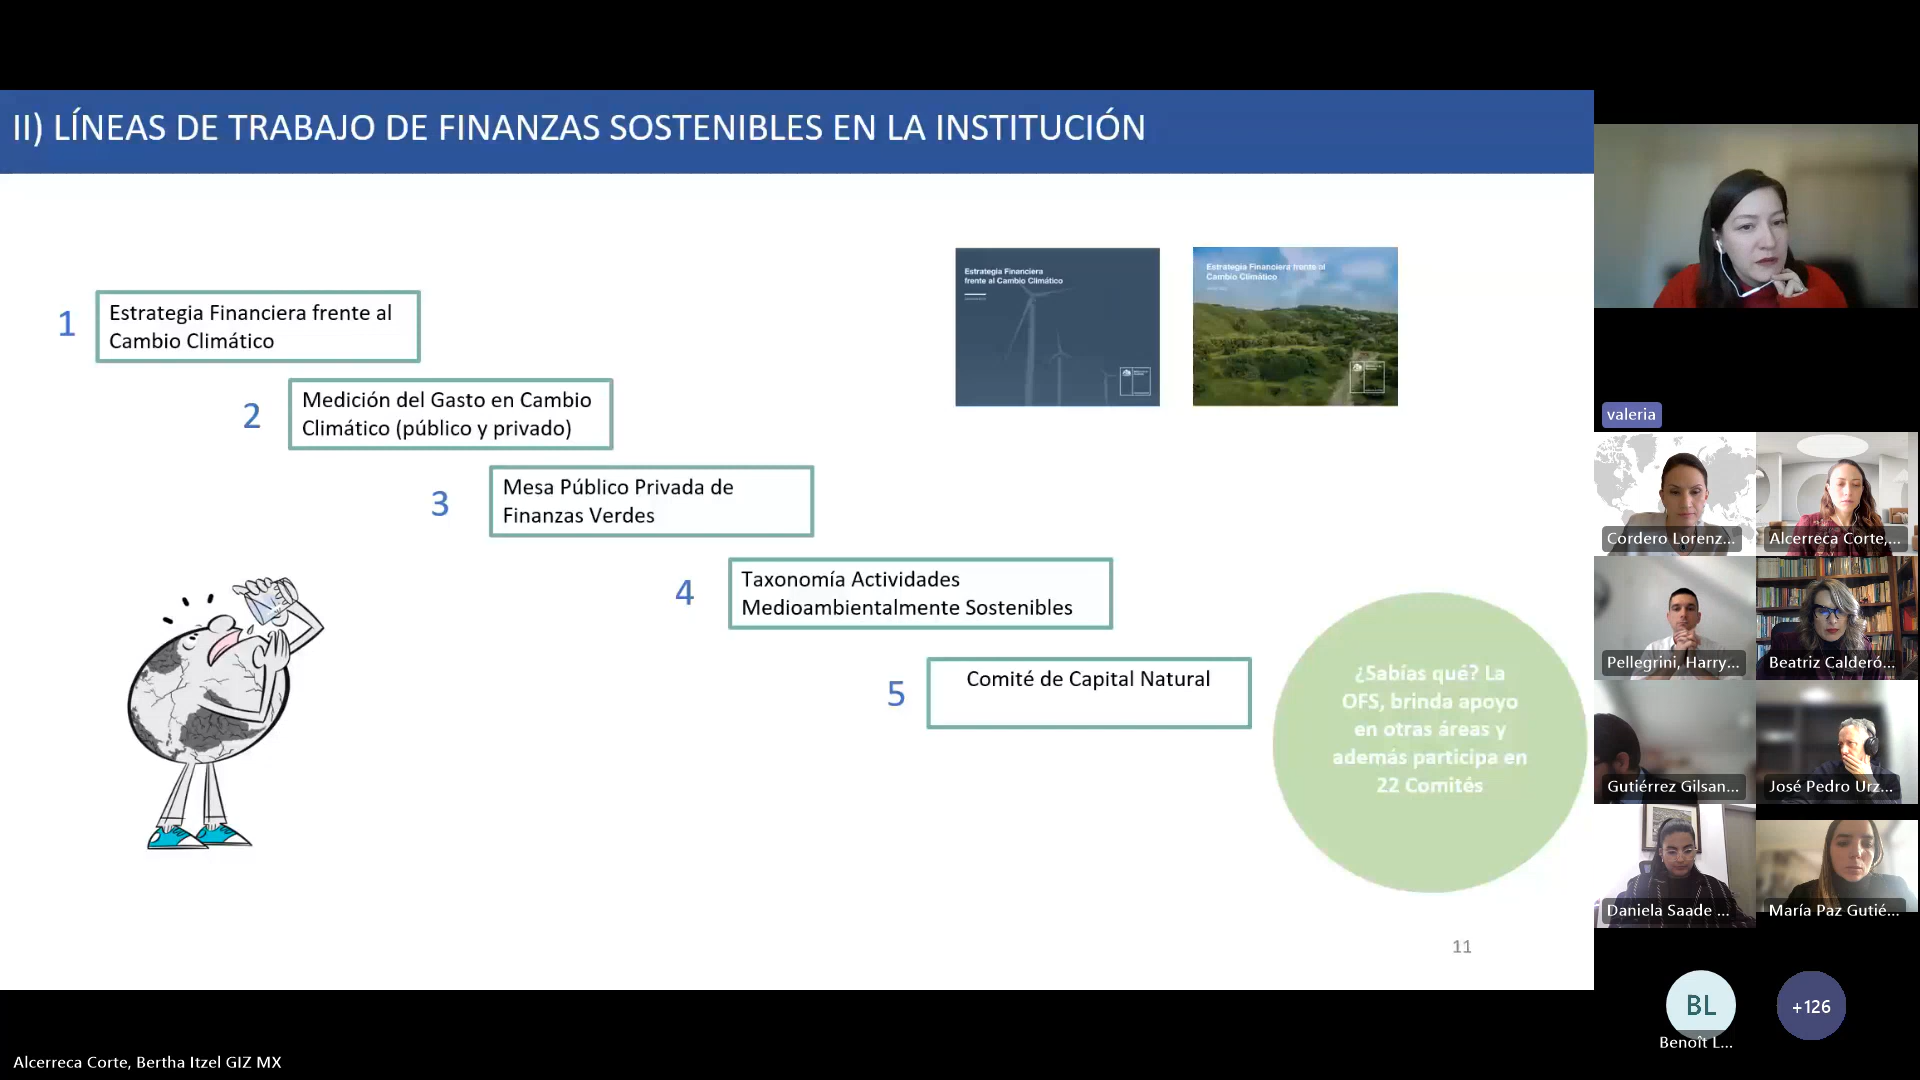 II) LÍNEAS DE TRABAJO DE FINANZAS SOSTENIBLES EN LA INSTITUCIÓN
1
Estrategia Financiera frente al
Cambio Climático
2
Medición del Gasto en Cambio
Climático (público y privado)
3
Mesa Público Privada de
Finanzas Verdes
4
Taxonomía Actividades
Medioambientalmente Sostenibles
5
Comité de Capital Natural
Estrategia Financiera
frente al Cambio Climático
Estrategia Financiera frente al
Cambio Climático
¿Sabías qué? La
OFS, brinda apoyo
en otras áreas y
además participa en
22 Comités
11
valeria
Cordero Lorenz...
Alcerreca Corte,...
Pellegrini, Harry...
Beatriz Calderó...
Gutiérrez Gilsan...
José Pedro Urz...
Daniela Saade ...
María Paz Gutié...
BL
+126
Benoît L...
Alcerreca Corte, Bertha Itzel GIZ MX